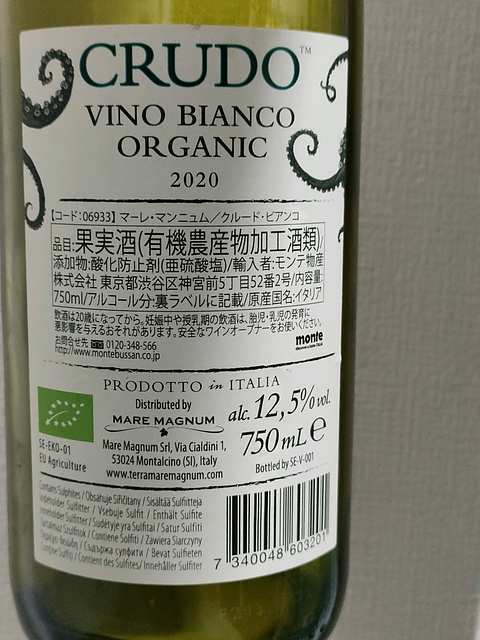 CRUDO™
VINO BIANCO
ORGANIC
2020
【コード：06933】 マーレ・マンニュム／クルード・ビアンコ
品目:果実酒(有機農産物加工酒類)/
添加物:酸化防止剤(亜硫酸塩)/輸入者:モンテ物産
株式会社 東京都渋谷区神宮前5丁目52番2号/内容量:
750ml/アルコール分:裏ラベルに記載/原産国名:イタリア
飲酒は20歳になってから。妊娠中や授乳期の飲酒は、胎児・乳児の発育に
悪影響を与えるおそれがあります。安全なワインオープナーをお使いください。
お問合せ先 0120-348-566
http://www.montebussan.co.jp
monte
PRODOTTO in ITALIA
Distributed by
MARE MAGNUM
alc. 12,5% vol.
750 mL e
Mare Magnum Srl, Via Cialdini 1,
53024 Montalcino (SI), Italy
www.terramaremagnum.com
Bottled by SE-V-001
SE-EKO-01
EU Agriculture
Contains Sulphites / Obsahuje Siřičitany / Sisältää Sulfiitteja
Indeholder Sulfitter / Vsebuje Sulfit / Enthält Sulfite
Inneholder Sulfitter / Sudėtyje yra Sulfitai / Satur Sulfīti
Tartalmaz Szulfitok / Contiene Solfiti / Zawiera Siarczyny
Περιέχει Θειώδη / Съдържа сулфити / Bevat Sulfieten
Contine Sulfiți / Contient des Sulfites / Innehåller Sulfiter
7 340048 603201